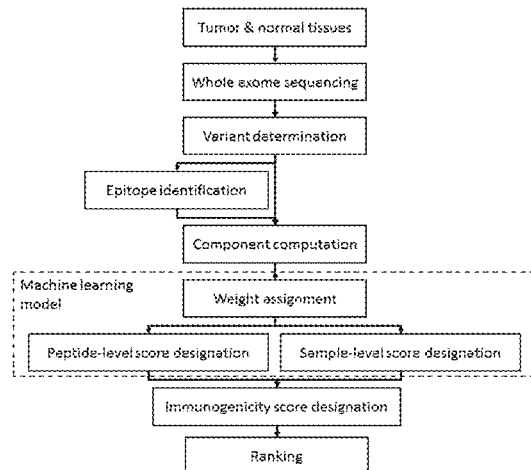 Tumor & normal tissues
Whole exome sequencing
Variant determination
Epitope identification
Component computation
Machine learning
model
Weight assignment
Peptide-level score designation
Sample-level score designation
Immunogenicity score designation
Ranking